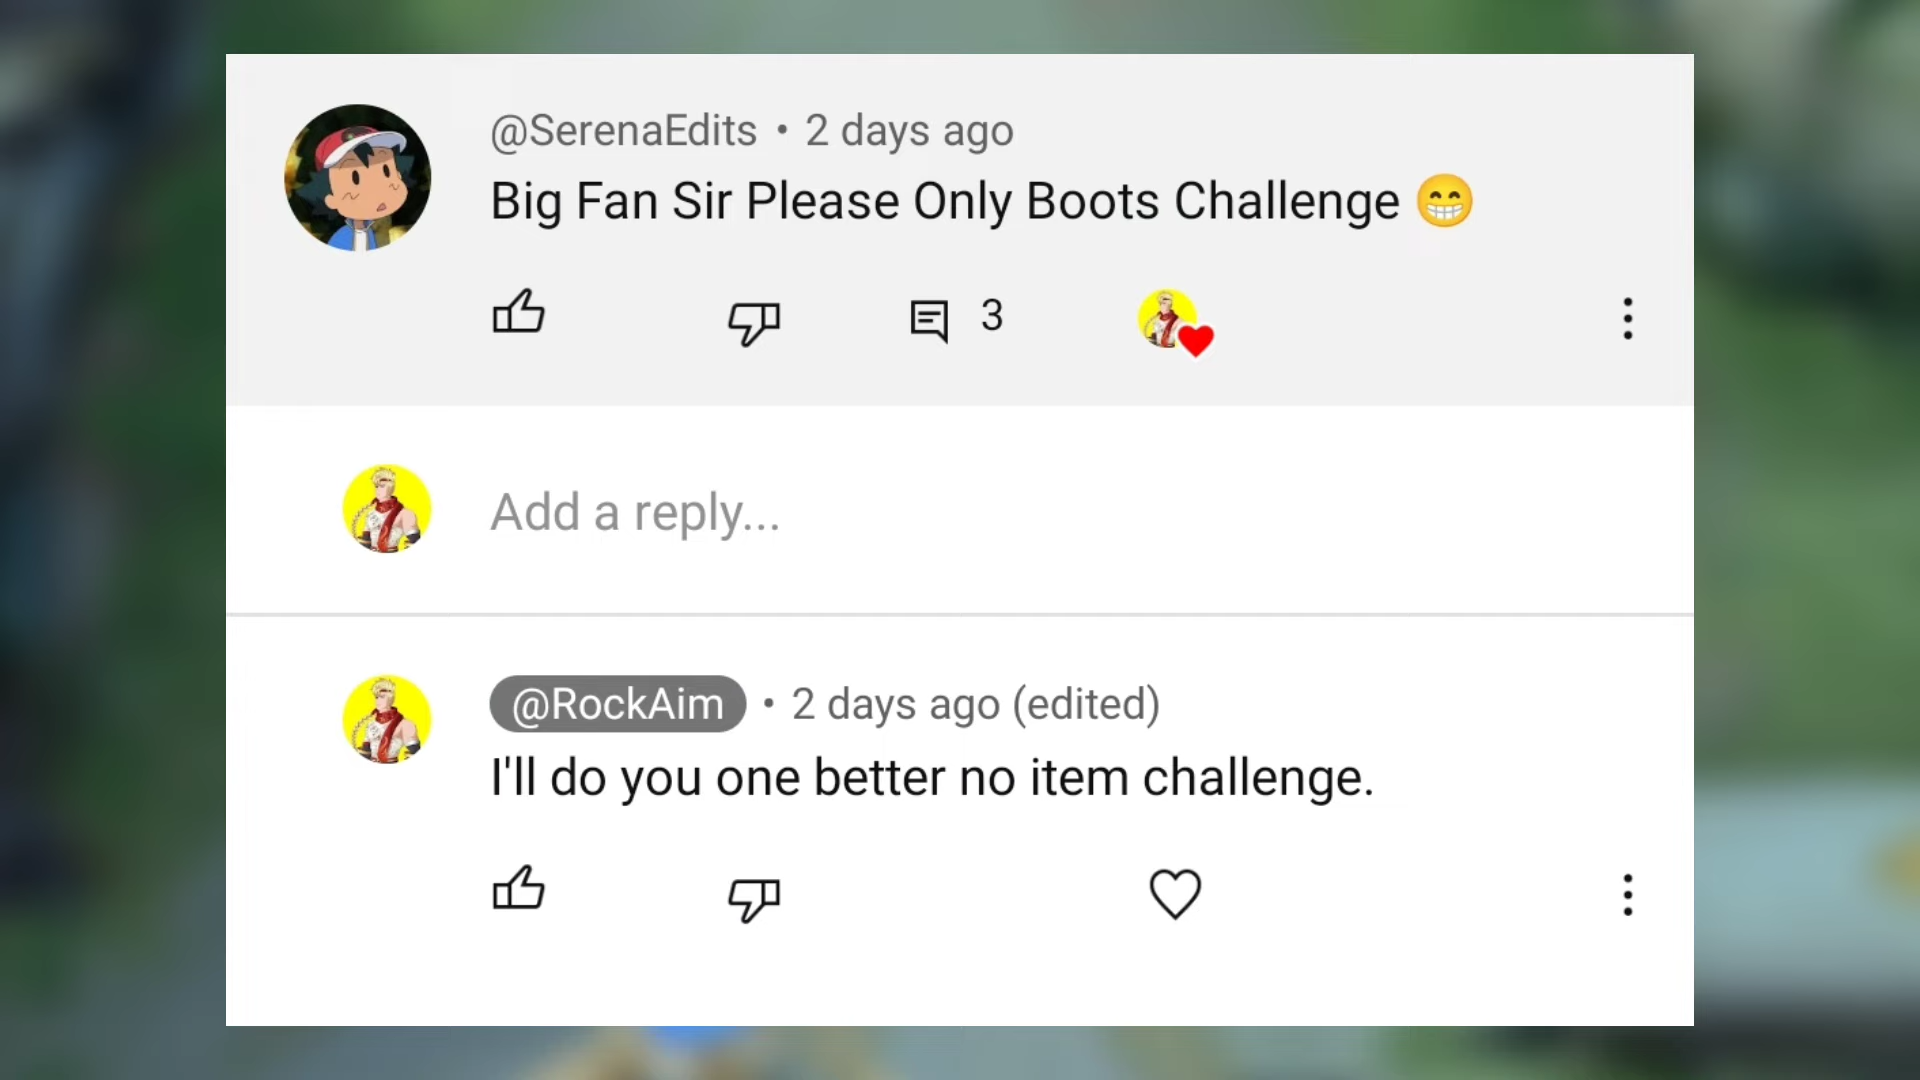 @SerenaEdits • 2 days ago
Big Fan Sir Please Only Boots Challenge 😁
3
Add a reply...
@RockAim • 2 days ago (edited)
I'll do you one better no item challenge.